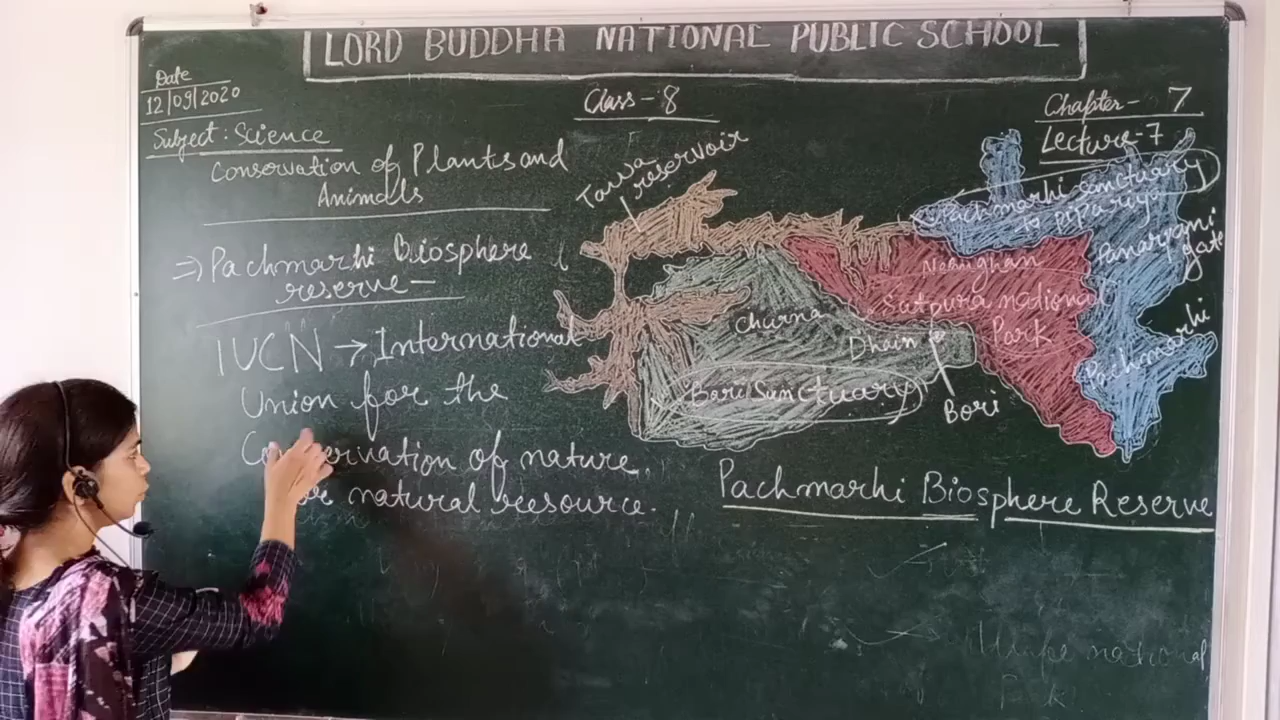 LORD BUDDHA NATIONAL PUBLIC SCHOOL
Date
12/09/2020
Class - 8
Chapter - 7
Subject : Science
Lecture - 7
Conservation of Plants and
Animals
⇒ Pachmarhi Biosphere
reserve -
IUCN → International
Union for the
Conservation of nature.
natural resource.
Tawa
reservoir
Pachmarhi sanctuary
to pipariya
Panarpani
gate
Neemghan
Satpura national
Park
Churna
Dhain
Pachmarhi
Bori Sanctuary
Bori
Pachmarhi Biosphere Reserve
national